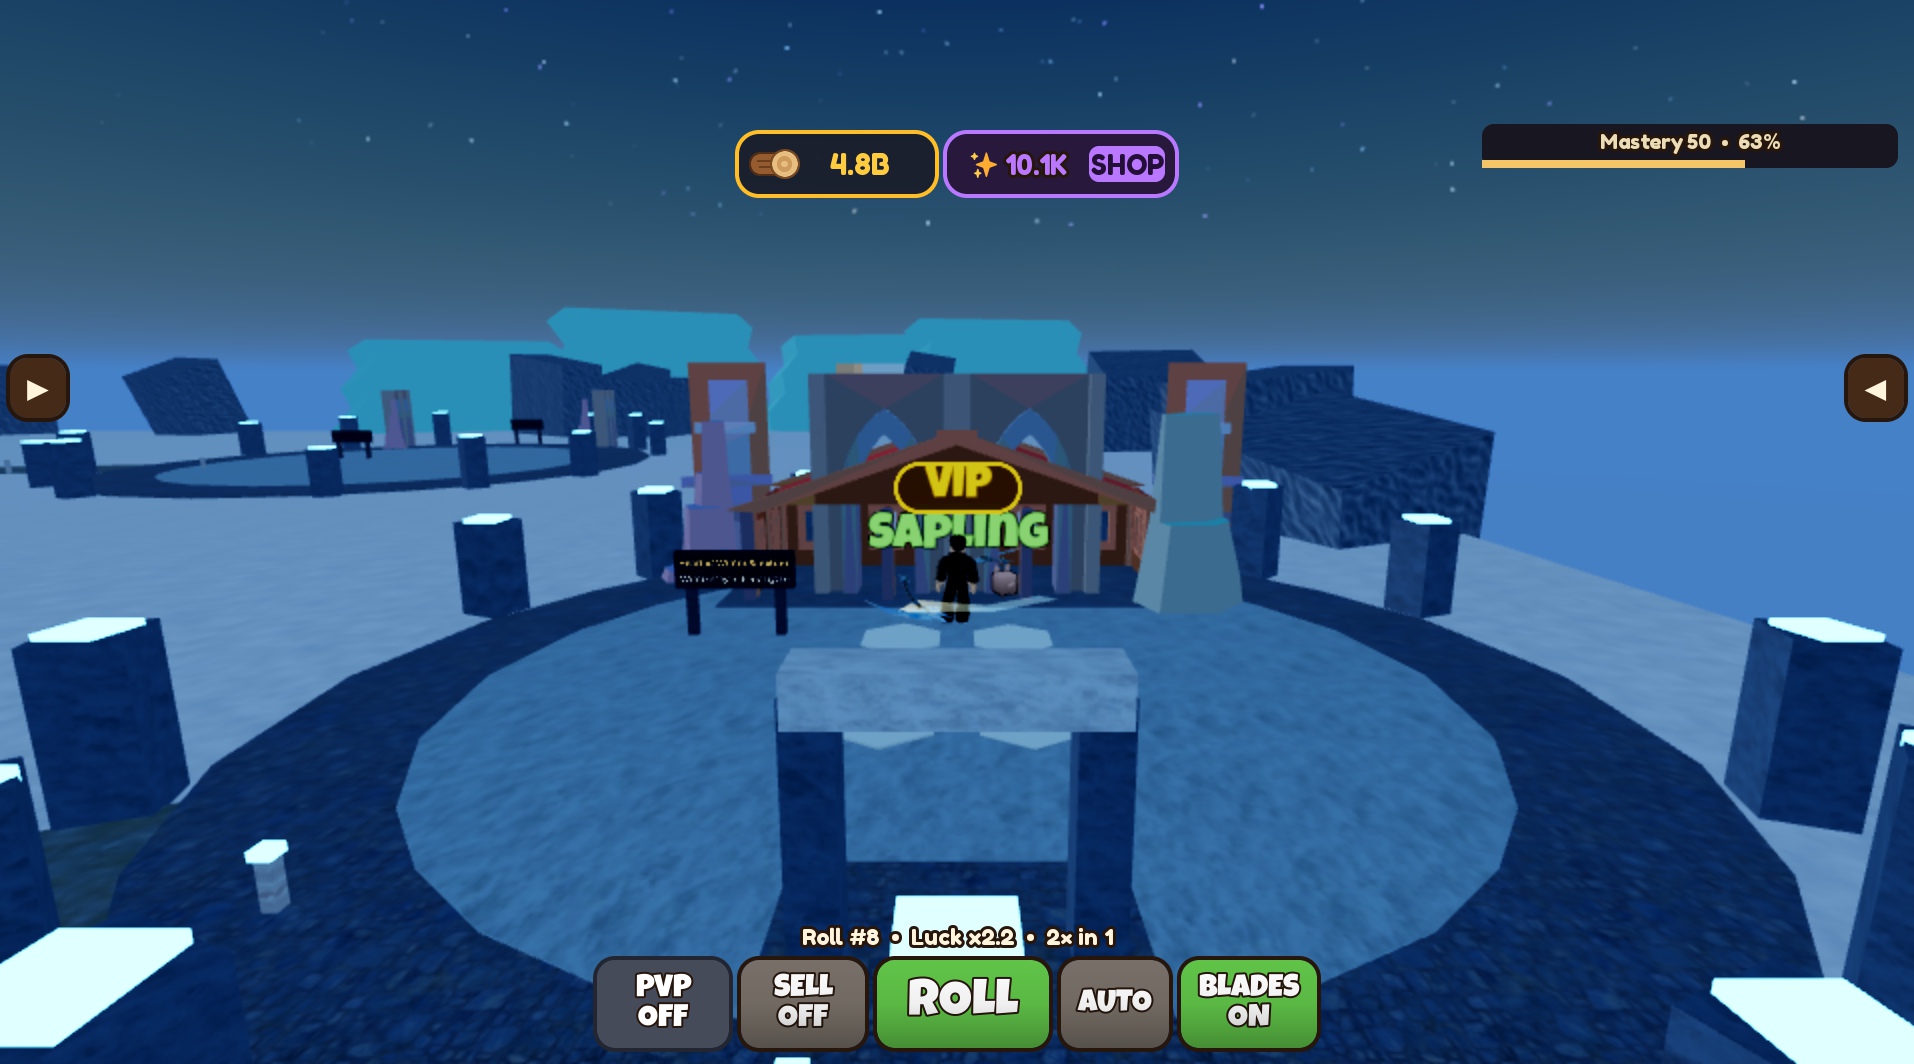 4.8B
10.1K SHOP
Mastery 50 • 63%
VIP
SAPLING
Roll #8 • Luck x2.2 • 2x in 1
PVP
OFF
SELL
OFF
ROLL
AUTO
BLADES
ON